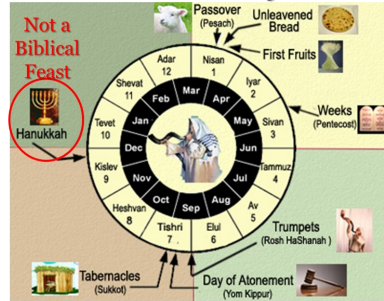 Not a
Biblical
Feast
Hanukkah
Passover
(Pesach)
Unleavened
Bread
First Fruits
Weeks
(Pentecost)
Trumpets
(Rosh HaShanah)
Day of Atonement
(Yom Kippur)
Tabernacles
(Sukkot)
Nisan
1
Iyar
2
Sivan
3
Tammuz
4
Av
5
Elul
6
Tishri
7
Heshvan
8
Kislev
9
Tevet
10
Shevat
11
Adar
12
Mar
Apr
May
Jun
Jul
Aug
Sep
Oct
Nov
Dec
Jan
Feb